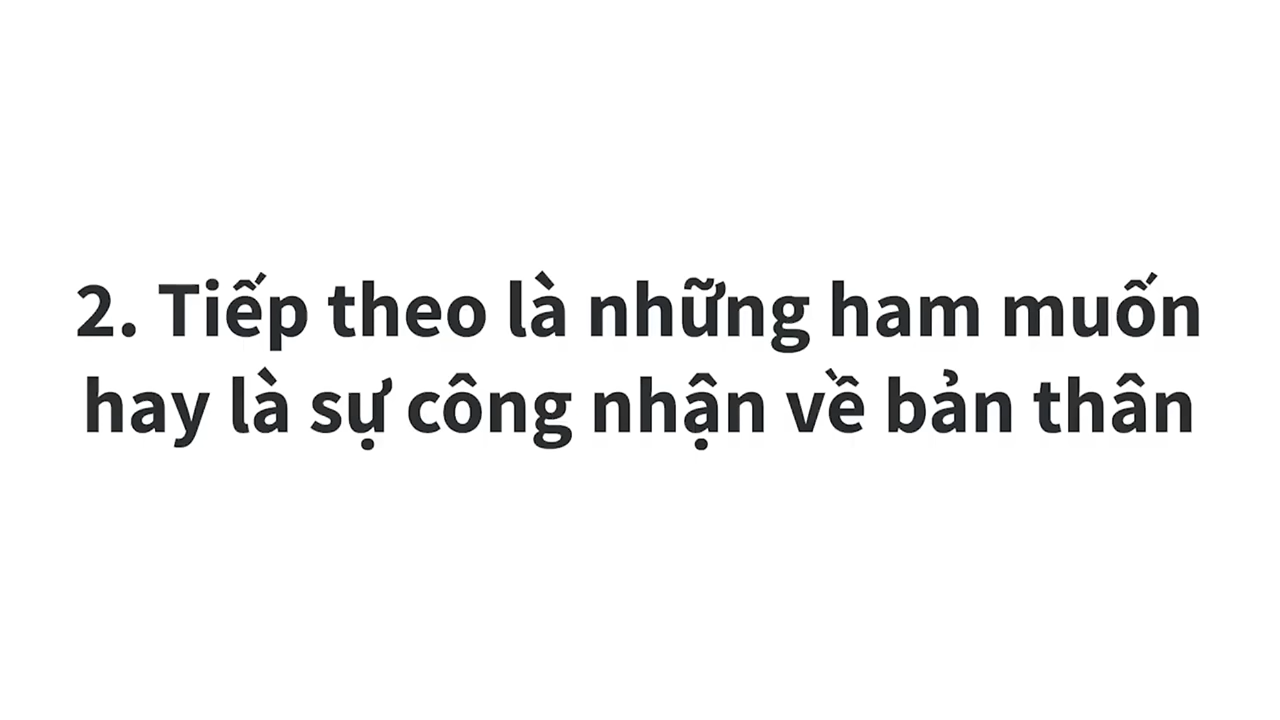 2. Tiếp theo là những ham muốn
hay là sự công nhận về bản thân